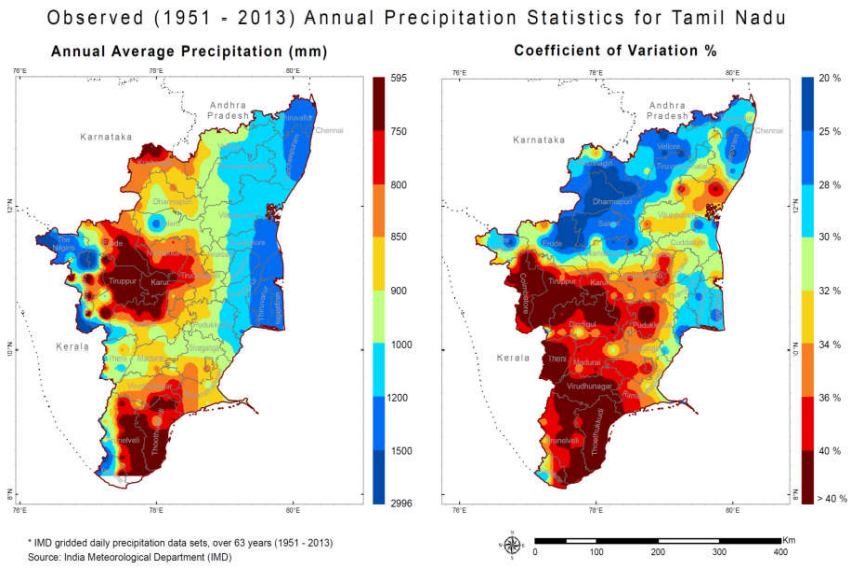 Observed (1951 - 2013) Annual Precipitation Statistics for Tamil Nadu
Annual Average Precipitation (mm)
76°E
78°E
80°E
Andhra
Pradesh
Karnataka
Chennai
Dharmapuri
The
Nilgiris
Erode
Tiruppur
Karur
Kerala
Theni
Madurai
12°N
10°N
8°N
595
750
800
850
900
1000
1200
1500
2996
Coefficient of Variation %
76°E
78°E
80°E
Andhra
Pradesh
Karnataka
Chennai
Vellore
Dharmapuri
Erode
Cuddalore
Coimbatore
Tiruppur
Karur
Dindigul
Kerala
Theni
Madurai
Virudhunagar
Thoothukkudi
12°N
10°N
8°N
20 %
25 %
28 %
30 %
32 %
34 %
36 %
40 %
> 40 %
* IMD gridded daily precipitation data sets, over 63 years (1951 - 2013)
Source: India Meteorological Department (IMD)
N
Km
0 100 200 300 400